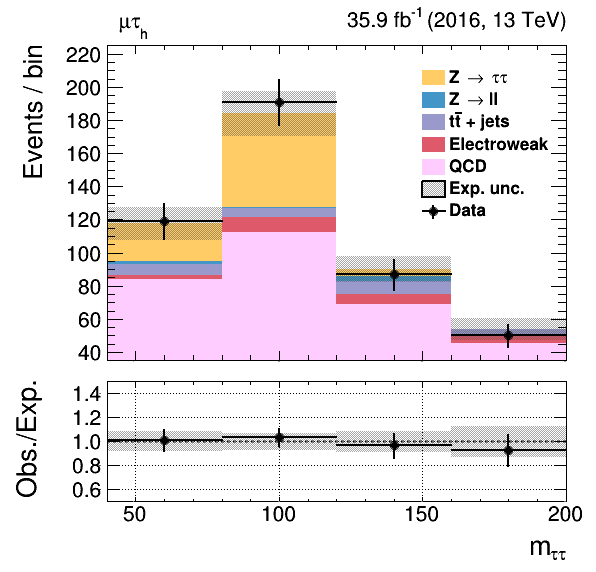 μτh 35.9 fb-1 (2016, 13 TeV)
Events / bin
220
200
180
160
140
120
100
80
60
40
Z → ττ
Z → ll
tt̄ + jets
Electroweak
QCD
Exp. unc.
Data
Obs./Exp.
1.4
1.2
1.0
0.8
0.6
50 100 150 200
mττ